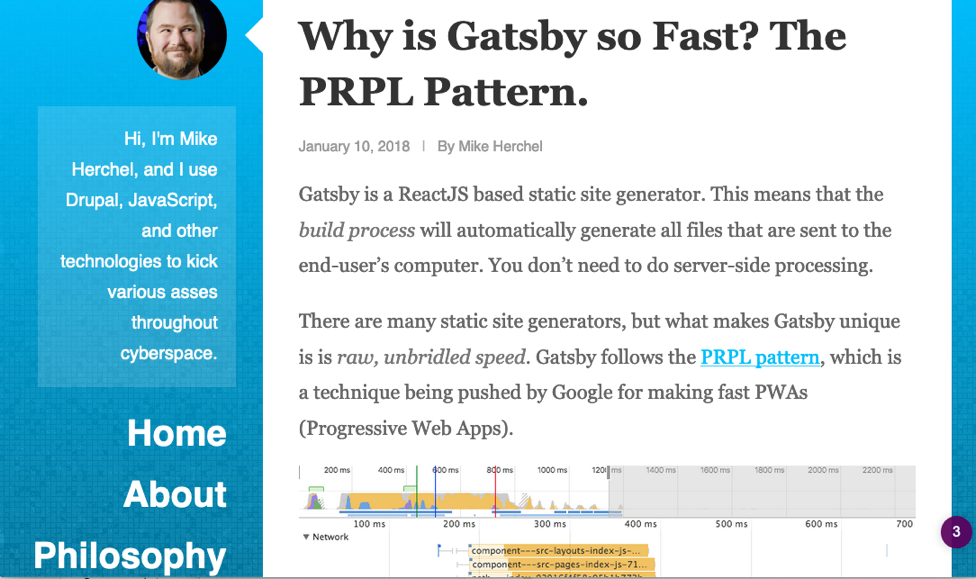 Why is Gatsby so Fast? The
PRPL Pattern.
January 10, 2018 | By Mike Herchel
Hi, I'm Mike
Herchel, and I use
Drupal, JavaScript,
and other
technologies to kick
various asses
throughout
cyberspace.
Home
About
Philosophy
Gatsby is a ReactJS based static site generator. This means that the
build process will automatically generate all files that are sent to the
end-user's computer. You don't need to do server-side processing.
There are many static site generators, but what makes Gatsby unique
is is raw, unbridled speed. Gatsby follows the PRPL pattern, which is
a technique being pushed by Google for making fast PWAs
(Progressive Web Apps).
200 ms 400 ms 600 ms 800 ms 1000 ms 1200 ms 1400 ms 1600 ms 1800 ms 2000 ms 2200 ms
100 ms 200 ms 300 ms 400 ms 500 ms 600 ms 700
▼ Network
component---src-layouts-index-js-...
component---src-pages-index-js-71...
3